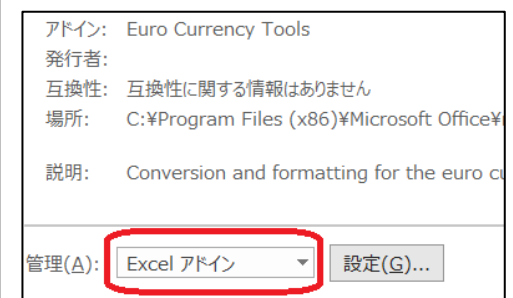 アドイン: Euro Currency Tools
発行者:
互換性: 互換性に関する情報はありません
場所: C:¥Program Files (x86)¥Microsoft Office¥
説明: Conversion and formatting for the euro
管理(A): Excel アドイン 設定(G)...